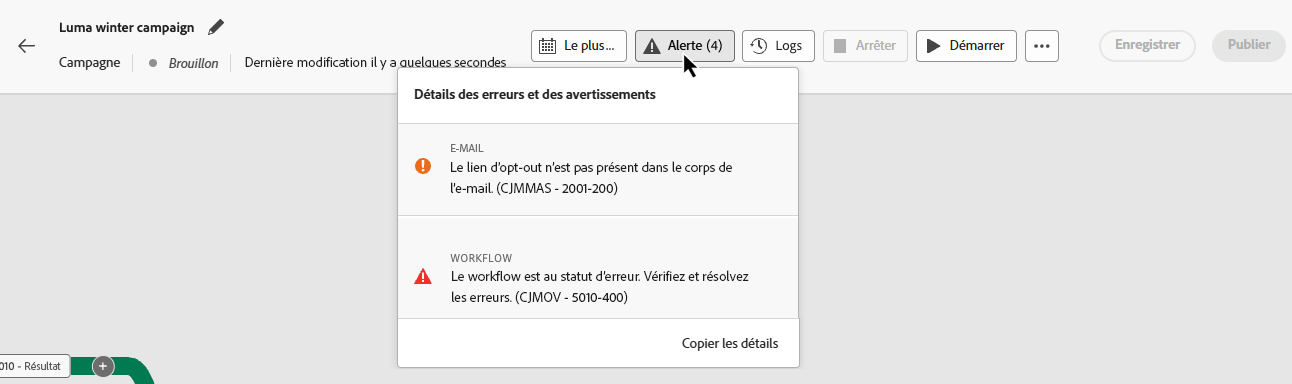 Luma winter campaign
Campagne
Brouillon
Dernière modification il y a quelques secondes
Le plus...
Alerte (4)
Logs
Arrêter
Démarrer
Enregistrer
Publier
Détails des erreurs et des avertissements
E-MAIL
Le lien d'opt-out n'est pas présent dans le corps de
l'e-mail. (CJMMAS - 2001-200)
WORKFLOW
Le workflow est au statut d'erreur. Vérifiez et résolvez
les erreurs. (CJMOV - 5010-400)
Copier les détails
010 - Résultat